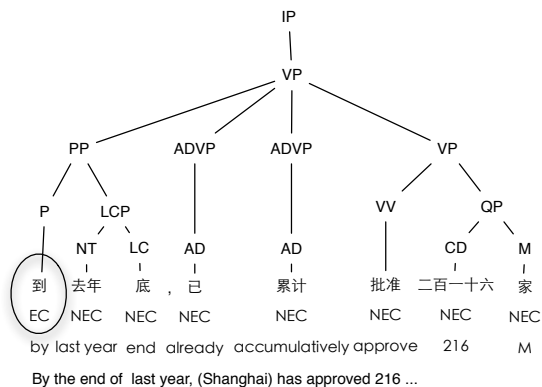 IP
VP
PP ADVP ADVP VP
P LCP VV QP
NT LC AD AD CD M
到 去年 底 , 已 累计 批准 二百一十六 家
EC NEC NEC NEC NEC NEC NEC NEC
by last year end already accumulatively approve 216 M
By the end of last year, (Shanghai) has approved 216 ...